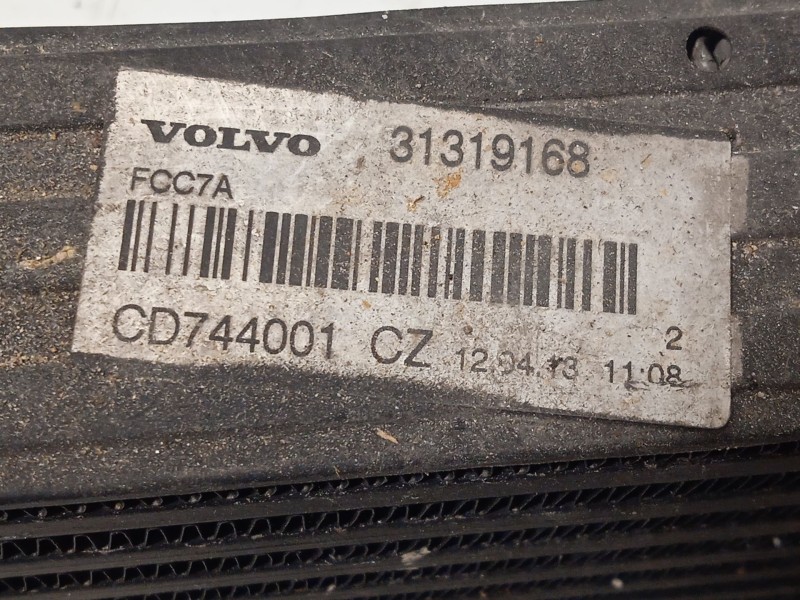 VOLVO 31319168
FCC7A
2
CD744001 CZ 12.04.13 11:08